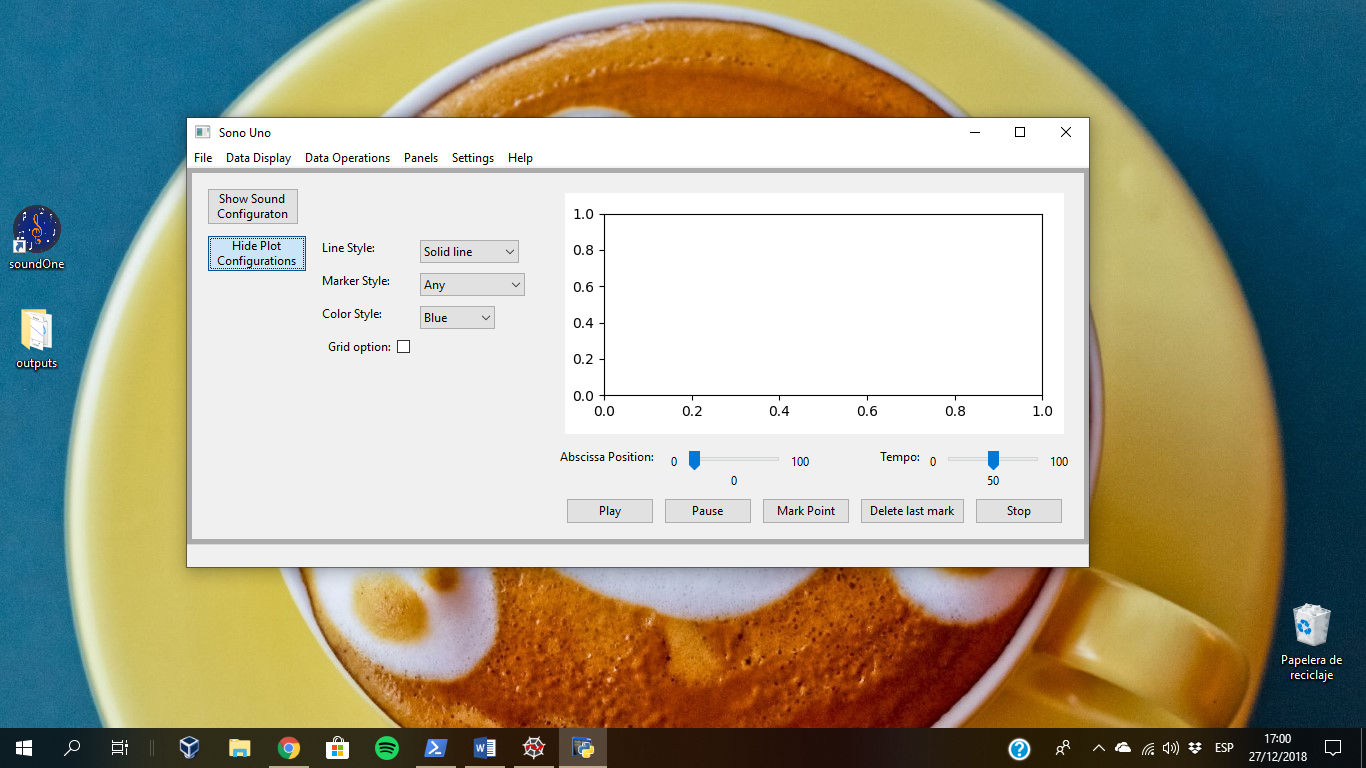 Sono Uno
File Data Display Data Operations Panels Settings Help
Show Sound
Configuraton
Hide Plot
Configurations
Line Style:
Solid line
Marker Style:
Any
Color Style:
Blue
Grid option:
1.0
0.8
0.6
0.4
0.2
0.0
0.0 0.2 0.4 0.6 0.8 1.0
Abscissa Position:
0
100
0
Tempo:
0
100
50
Play
Pause
Mark Point
Delete last mark
Stop
soundOne
outputs
Papelera de
reciclaje
ESP
17:00
27/12/2018